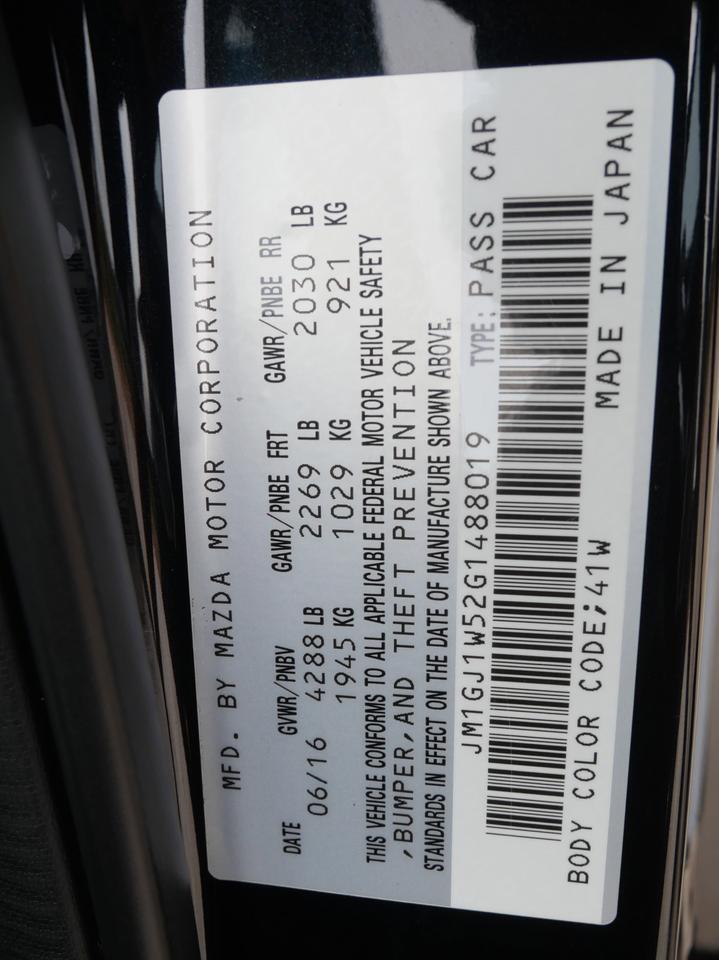 MFD. BY MAZDA MOTOR CORPORATION
DATE GVWR/PNBV GAWR/PNBE FRT GAWR/PNBE RR
06/16 4288 LB 2269 LB 2030 LB
1945 KG 1029 KG 921 KG
THIS VEHICLE CONFORMS TO ALL APPLICABLE FEDERAL MOTOR VEHICLE SAFETY
,BUMPER,AND THEFT PREVENTION
STANDARDS IN EFFECT ON THE DATE OF MANUFACTURE SHOWN ABOVE.
JM1GJ1W52G1488019 TYPE: PASS CAR
BODY COLOR CODE;41W MADE IN JAPAN